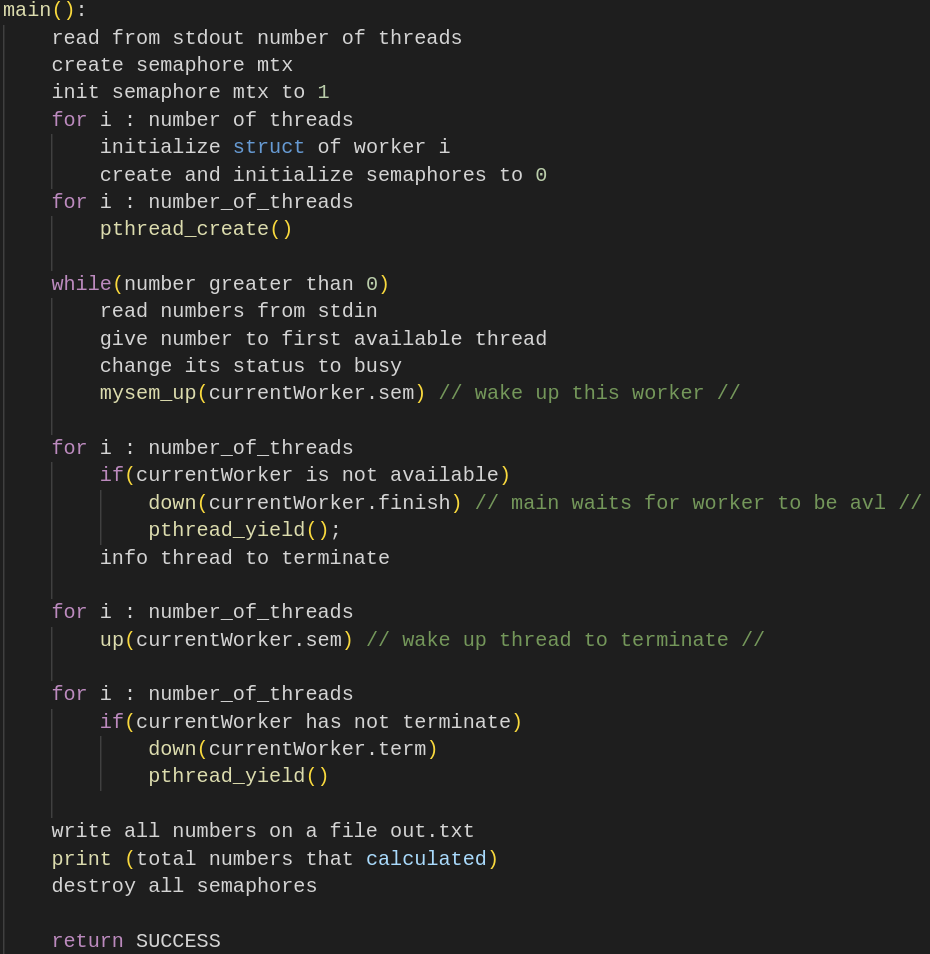 main():
read from stdout number of threads
create semaphore mtx
init semaphore mtx to 1
for i : number of threads
initialize struct of worker i
create and initialize semaphores to 0
for i : number_of_threads
pthread_create()
while(number greater than 0)
read numbers from stdin
give number to first available thread
change its status to busy
mysem_up(currentWorker.sem) // wake up this worker //
for i : number_of_threads
if(currentWorker is not available)
down(currentWorker.finish) // main waits for worker to be avl //
pthread_yield();
info thread to terminate
for i : number_of_threads
up(currentWorker.sem) // wake up thread to terminate //
for i : number_of_threads
if(currentWorker has not terminate)
down(currentWorker.term)
pthread_yield()
write all numbers on a file out.txt
print (total numbers that calculated)
destroy all semaphores
return SUCCESS